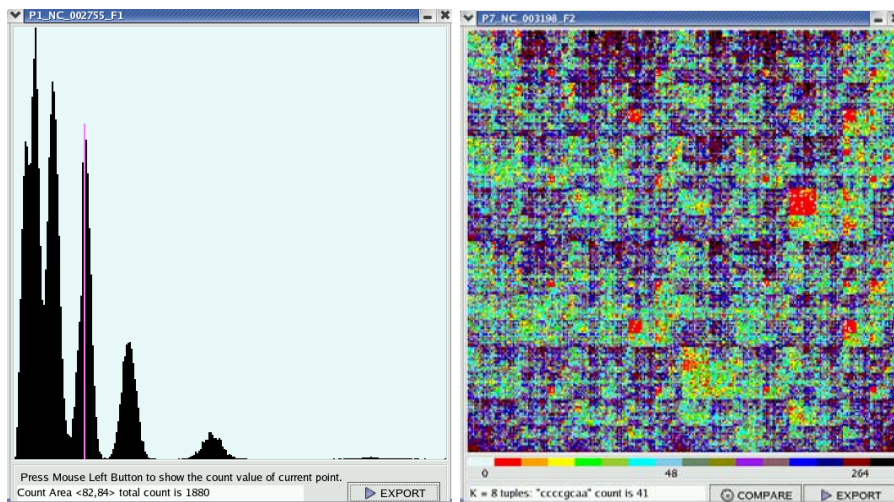 P1_NC_002755_F1
Press Mouse Left Button to show the count value of current point.
Count Area <82,84> total count is 1880
EXPORT
P7_NC_003198_F2
0 48 264
K = 8 tuples: "ccccgcaa" count is 41
COMPARE
EXPORT